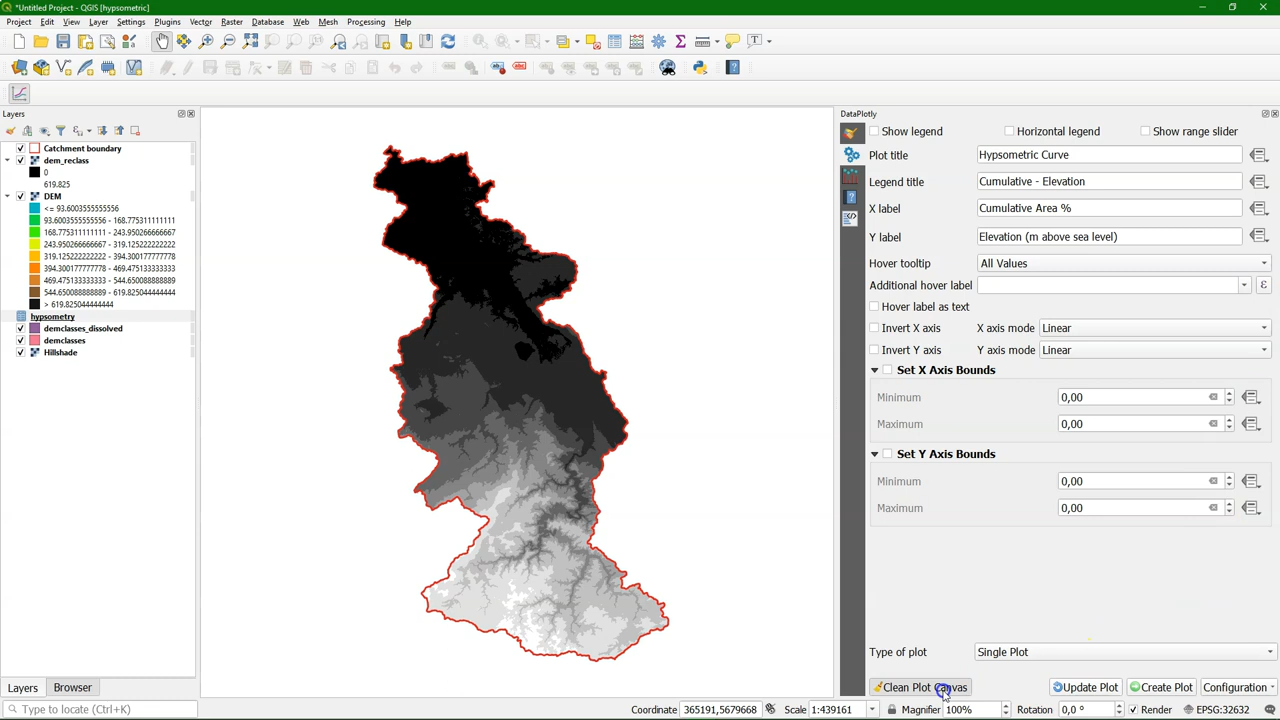 *Untitled Project - QGIS [hypsometric]
Project Edit View Layer Settings Plugins Vector Raster Database Web Mesh Processing Help
Layers
Catchment boundary
dem_reclass
0
619.825
DEM
<= 93.6003555555556
93.6003555555556 - 168.775311111111
168.775311111111 - 243.950266666667
243.950266666667 - 319.125222222222
319.125222222222 - 394.300177777778
394.300177777778 - 469.475133333333
469.475133333333 - 544.650088888889
544.650088888889 - 619.825044444444
> 619.825044444444
hypsometry
demclasses_dissolved
demclasses
Hillshade
Layers Browser
DataPlotly
Show legend Horizontal legend Show range slider
Plot title Hypsometric Curve
Legend title Cumulative - Elevation
X label Cumulative Area %
Y label Elevation (m above sea level)
Hover tooltip All Values
Additional hover label
Hover label as text
Invert X axis X axis mode Linear
Invert Y axis Y axis mode Linear
Set X Axis Bounds
Minimum 0,00
Maximum 0,00
Set Y Axis Bounds
Minimum 0,00
Maximum 0,00
Type of plot Single Plot
Clean Plot Canvas Update Plot Create Plot Configuration
Type to locate (Ctrl+K) Coordinate 365191,5679668 Scale 1:439161 Magnifier 100% Rotation 0,0 ° Render EPSG:32632